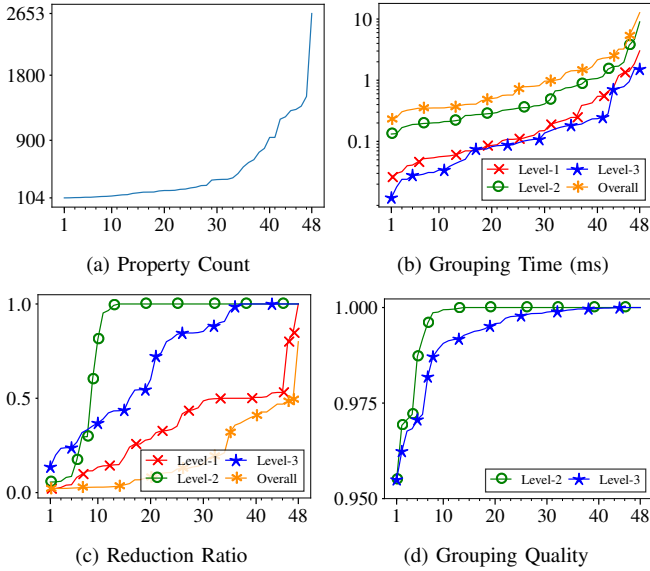 2653
1800
900
104
1 10 20 30 40 48
(a) Property Count
10
1
0.1
Level-1 Level-3
Level-2 Overall
1 10 20 30 40 48
(b) Grouping Time (ms)
1.0
0.5
0.0
Level-1 Level-3
Level-2 Overall
1 10 20 30 40 48
(c) Reduction Ratio
1.000
0.975
0.950
Level-2 Level-3
1 10 20 30 40 48
(d) Grouping Quality